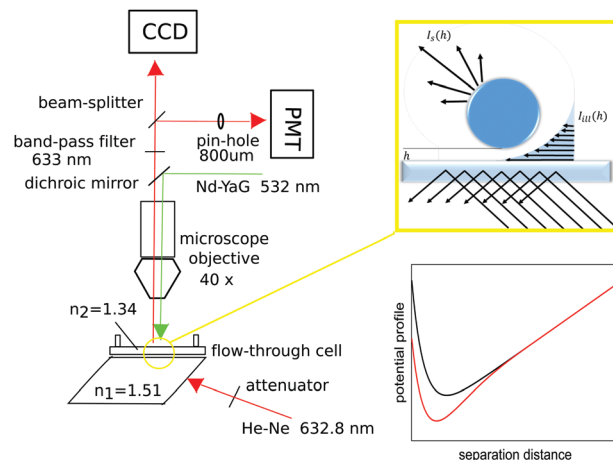 CCD
beam-splitter
band-pass filter
633 nm
dichroic mirror
pin-hole
800um
PMT
Nd-YaG 532 nm
microscope
objective
40 x
n2=1.34
flow-through cell
n1=1.51
attenuator
He-Ne 632.8 nm
Is(h)
Iill(h)
h
potential profile
separation distance